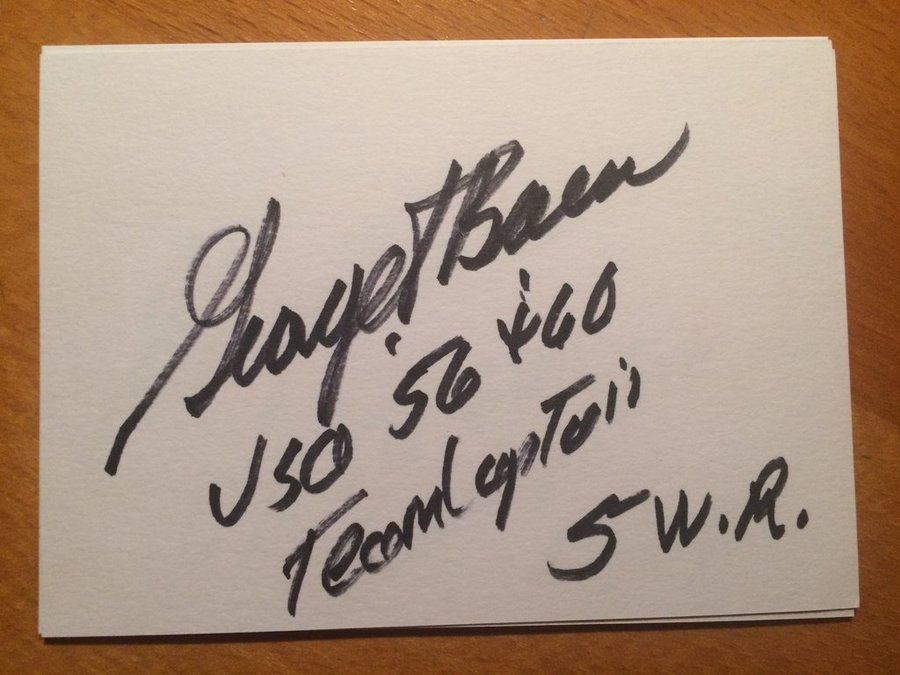 George T Breen
USO '56 & '60
Team Captain
5 W.R.